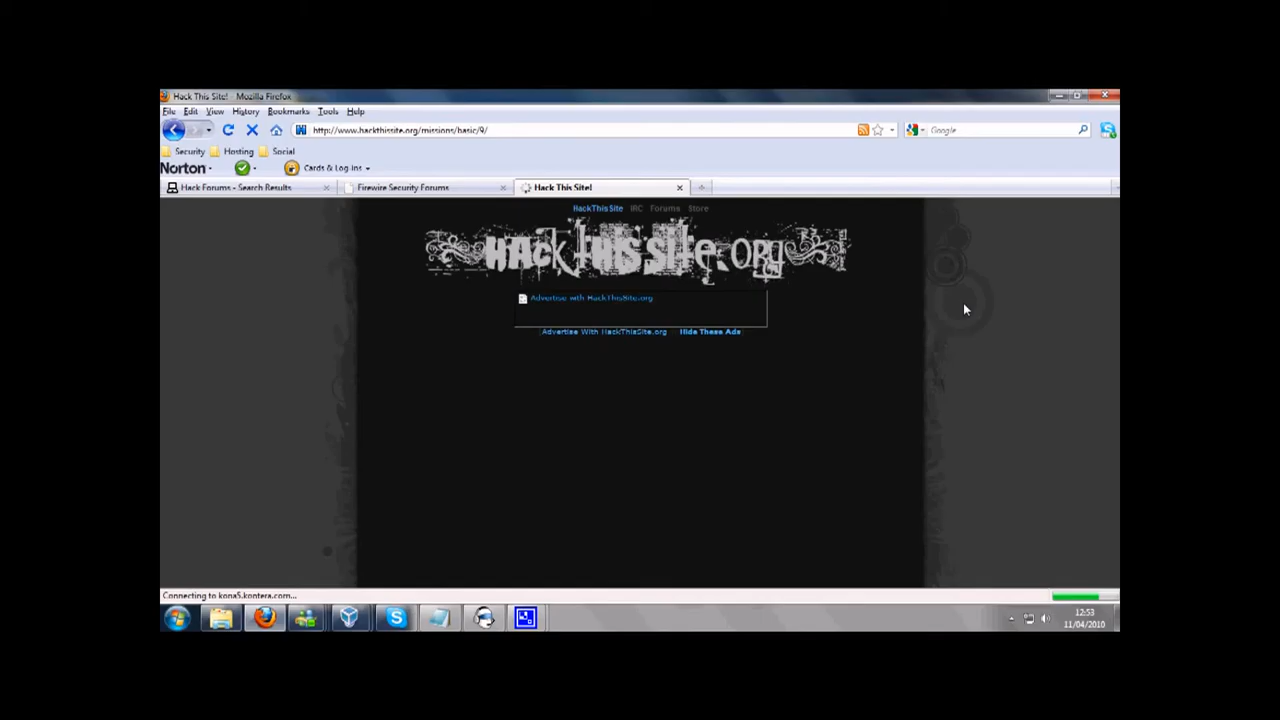 Hack This Site! - Mozilla Firefox
File Edit View History Bookmarks Tools Help
http://www.hackthissite.org/missions/basic/9/
Google
Security Hosting Social
Norton Cards & Log-ins
Hack Forums - Search Results
Firewire Security Forums
Hack This Site!
HackThisSite IRC Forums Store
HAck tHis SIte.ORg
Advertise with HackThisSite.org
Advertise With HackThisSite.org Hide These Ads
Connecting to kona5.kontera.com...
12:53
11/04/2010